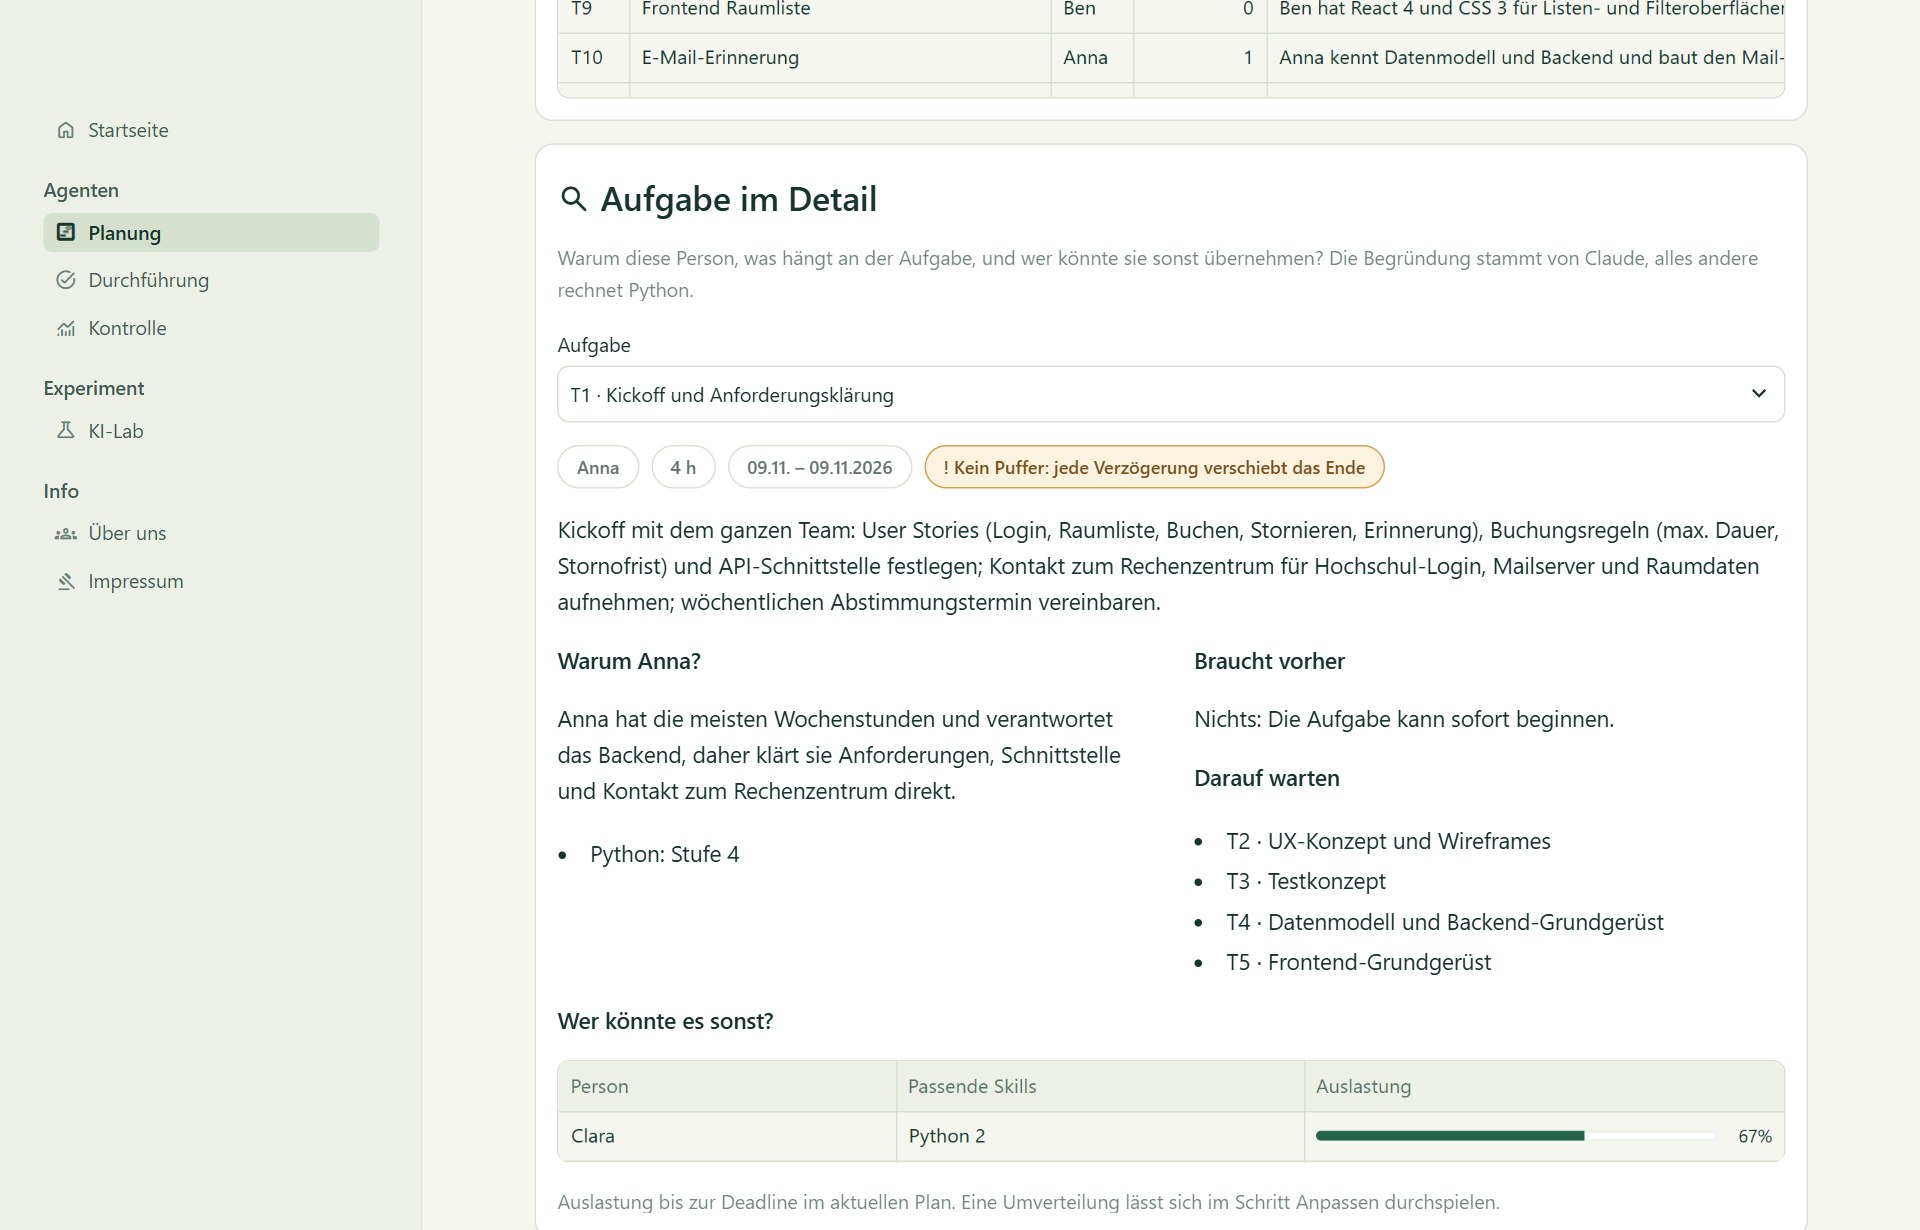 Startseite
Agenten
Planung
Durchführung
Kontrolle
Experiment
KI-Lab
Info
Über uns
Impressum
T9 Frontend Raumliste Ben 0 Ben hat React 4 und CSS 3 für Listen- und Filteroberflächen
T10 E-Mail-Erinnerung Anna 1 Anna kennt Datenmodell und Backend und baut den Mail-
Aufgabe im Detail
Warum diese Person, was hängt an der Aufgabe, und wer könnte sie sonst übernehmen? Die Begründung stammt von Claude, alles andere
rechnet Python.
Aufgabe
T1 · Kickoff und Anforderungsklärung
Anna 4 h 09.11. – 09.11.2026 ! Kein Puffer: jede Verzögerung verschiebt das Ende
Kickoff mit dem ganzen Team: User Stories (Login, Raumliste, Buchen, Stornieren, Erinnerung), Buchungsregeln (max. Dauer,
Stornofrist) und API-Schnittstelle festlegen; Kontakt zum Rechenzentrum für Hochschul-Login, Mailserver und Raumdaten
aufnehmen; wöchentlichen Abstimmungstermin vereinbaren.
Warum Anna?
Anna hat die meisten Wochenstunden und verantwortet
das Backend, daher klärt sie Anforderungen, Schnittstelle
und Kontakt zum Rechenzentrum direkt.
• Python: Stufe 4
Braucht vorher
Nichts: Die Aufgabe kann sofort beginnen.
Darauf warten
• T2 · UX-Konzept und Wireframes
• T3 · Testkonzept
• T4 · Datenmodell und Backend-Grundgerüst
• T5 · Frontend-Grundgerüst
Wer könnte es sonst?
Person Passende Skills Auslastung
Clara Python 2 67%
Auslastung bis zur Deadline im aktuellen Plan. Eine Umverteilung lässt sich im Schritt Anpassen durchspielen.